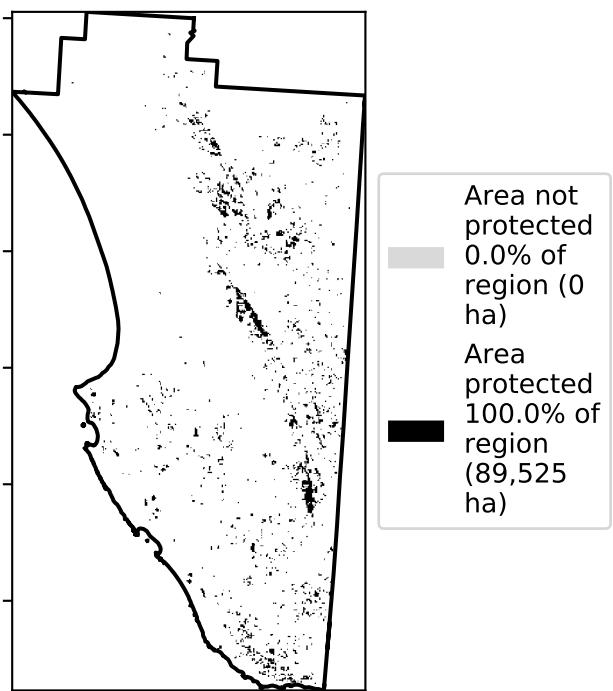 Area not
protected
0.0% of
region (0
ha)
Area
protected
100.0% of
region
(89,525
ha)